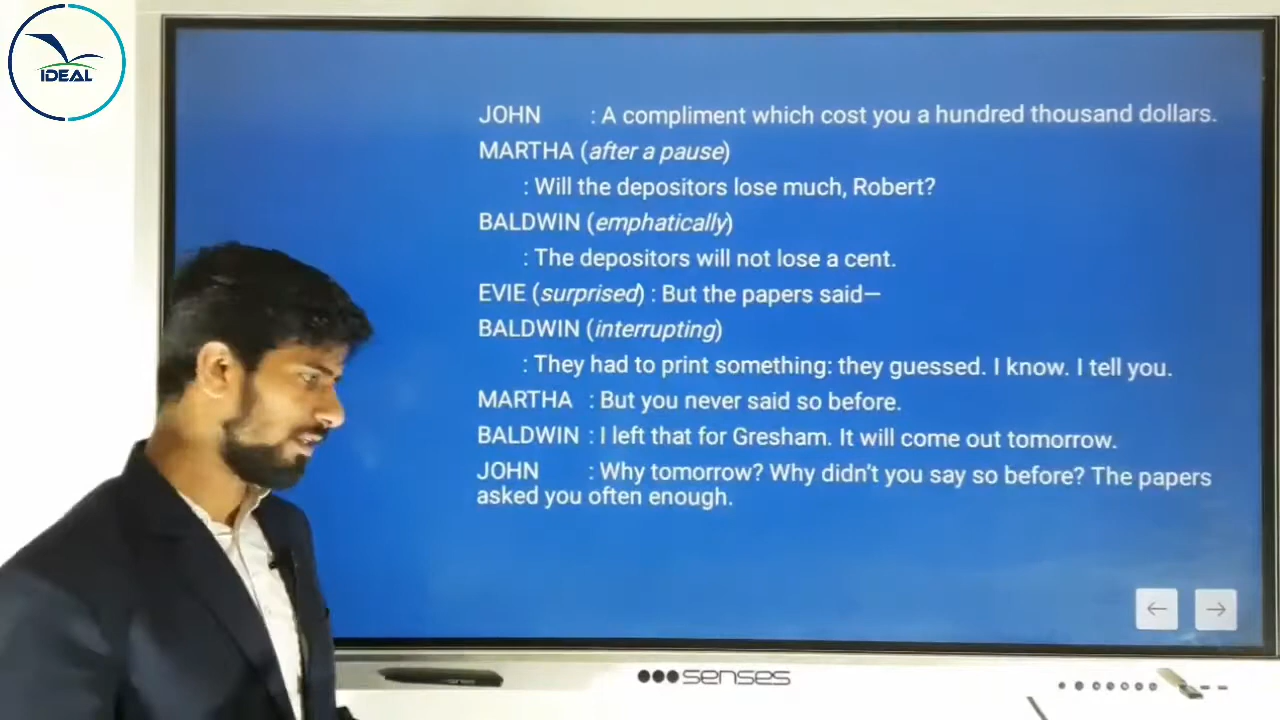 IDEAL
JOHN : A compliment which cost you a hundred thousand dollars.
MARTHA (after a pause)
: Will the depositors lose much, Robert?
BALDWIN (emphatically)
: The depositors will not lose a cent.
EVIE (surprised) : But the papers said—
BALDWIN (interrupting)
: They had to print something: they guessed. I know. I tell you.
MARTHA : But you never said so before.
BALDWIN : I left that for Gresham. It will come out tomorrow.
JOHN : Why tomorrow? Why didn't you say so before? The papers
asked you often enough.
senses